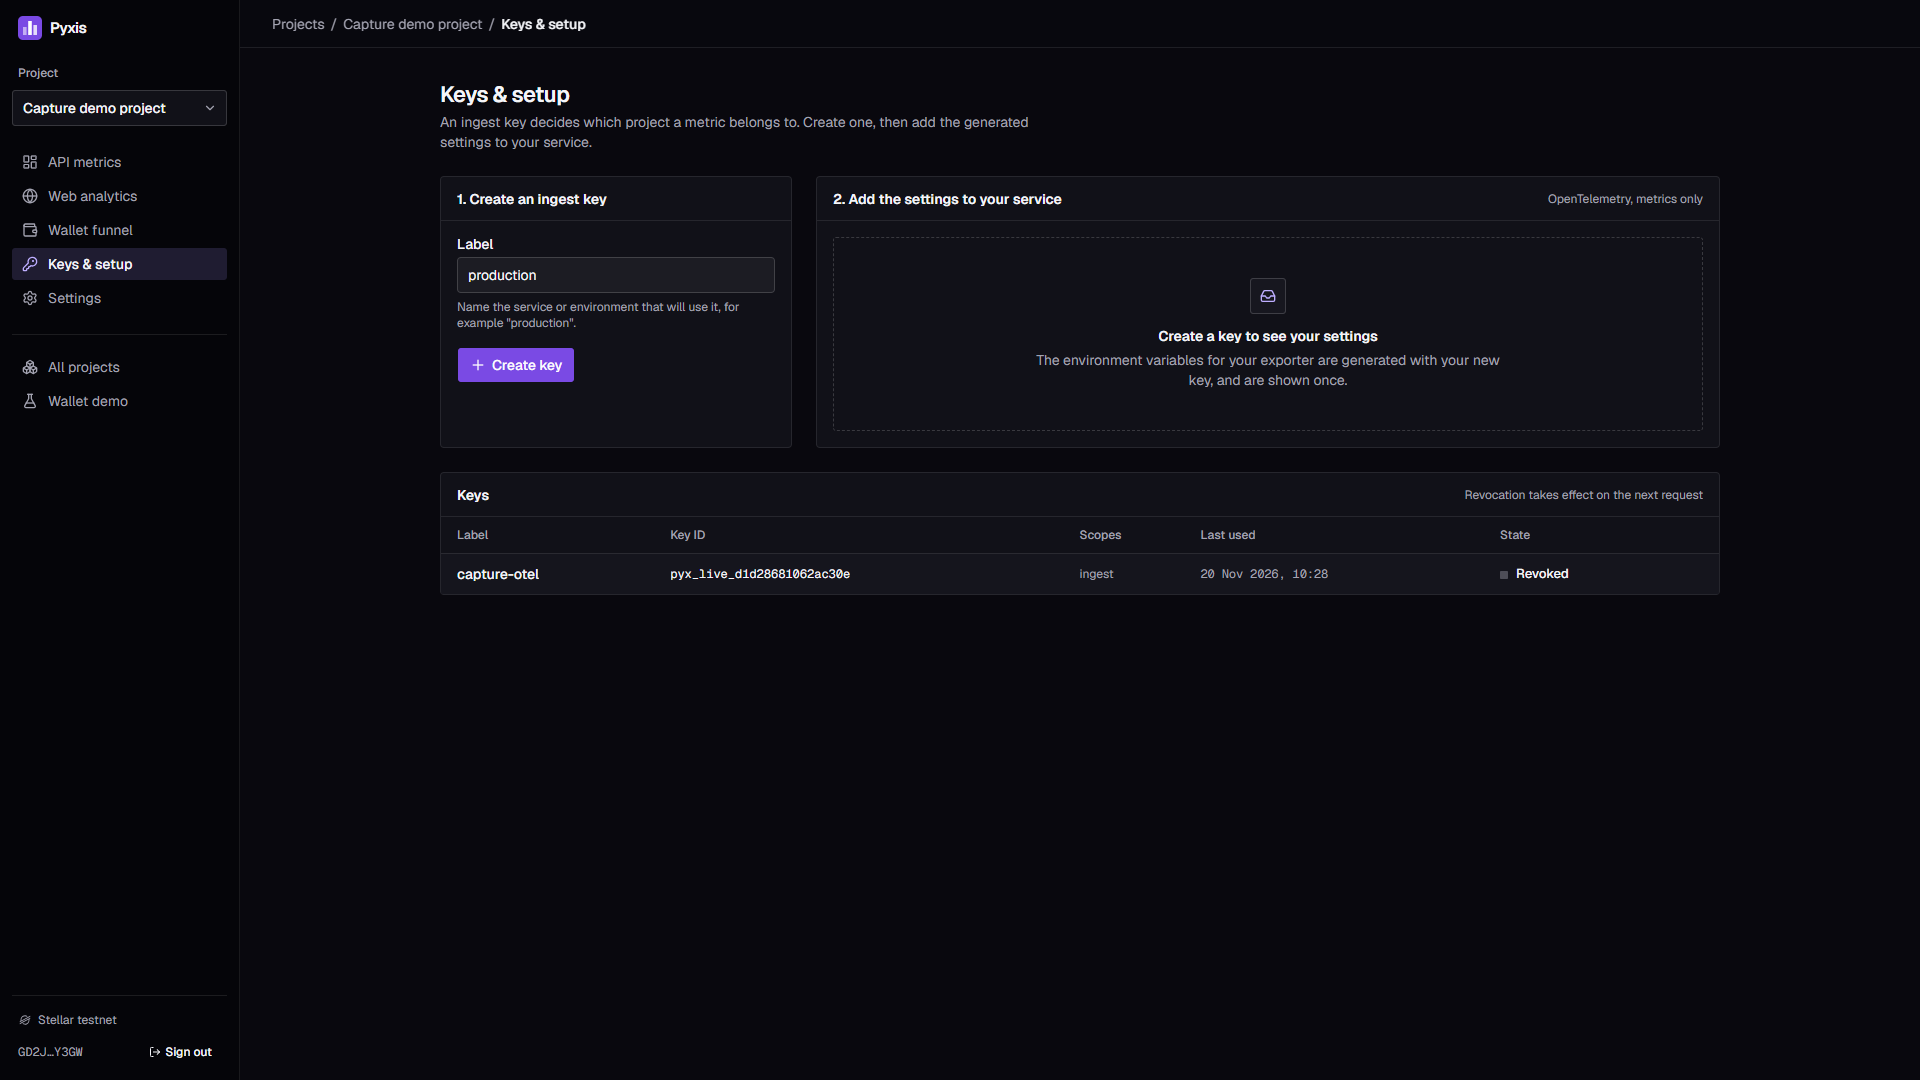 Pyxis
Project
Capture demo project
API metrics
Web analytics
Wallet funnel
Keys & setup
Settings
All projects
Wallet demo
Stellar testnet
GD2J…Y3GW
Sign out
Projects / Capture demo project / Keys & setup
Keys & setup
An ingest key decides which project a metric belongs to. Create one, then add the generated
settings to your service.
1. Create an ingest key
Label
production
Name the service or environment that will use it, for
example "production".
Create key
2. Add the settings to your service
OpenTelemetry, metrics only
Create a key to see your settings
The environment variables for your exporter are generated with your new
key, and are shown once.
Keys
Revocation takes effect on the next request
Label Key ID Scopes Last used State
capture-otel pyx_live_d1d28681062ac30e ingest 20 Nov 2026, 10:28 Revoked